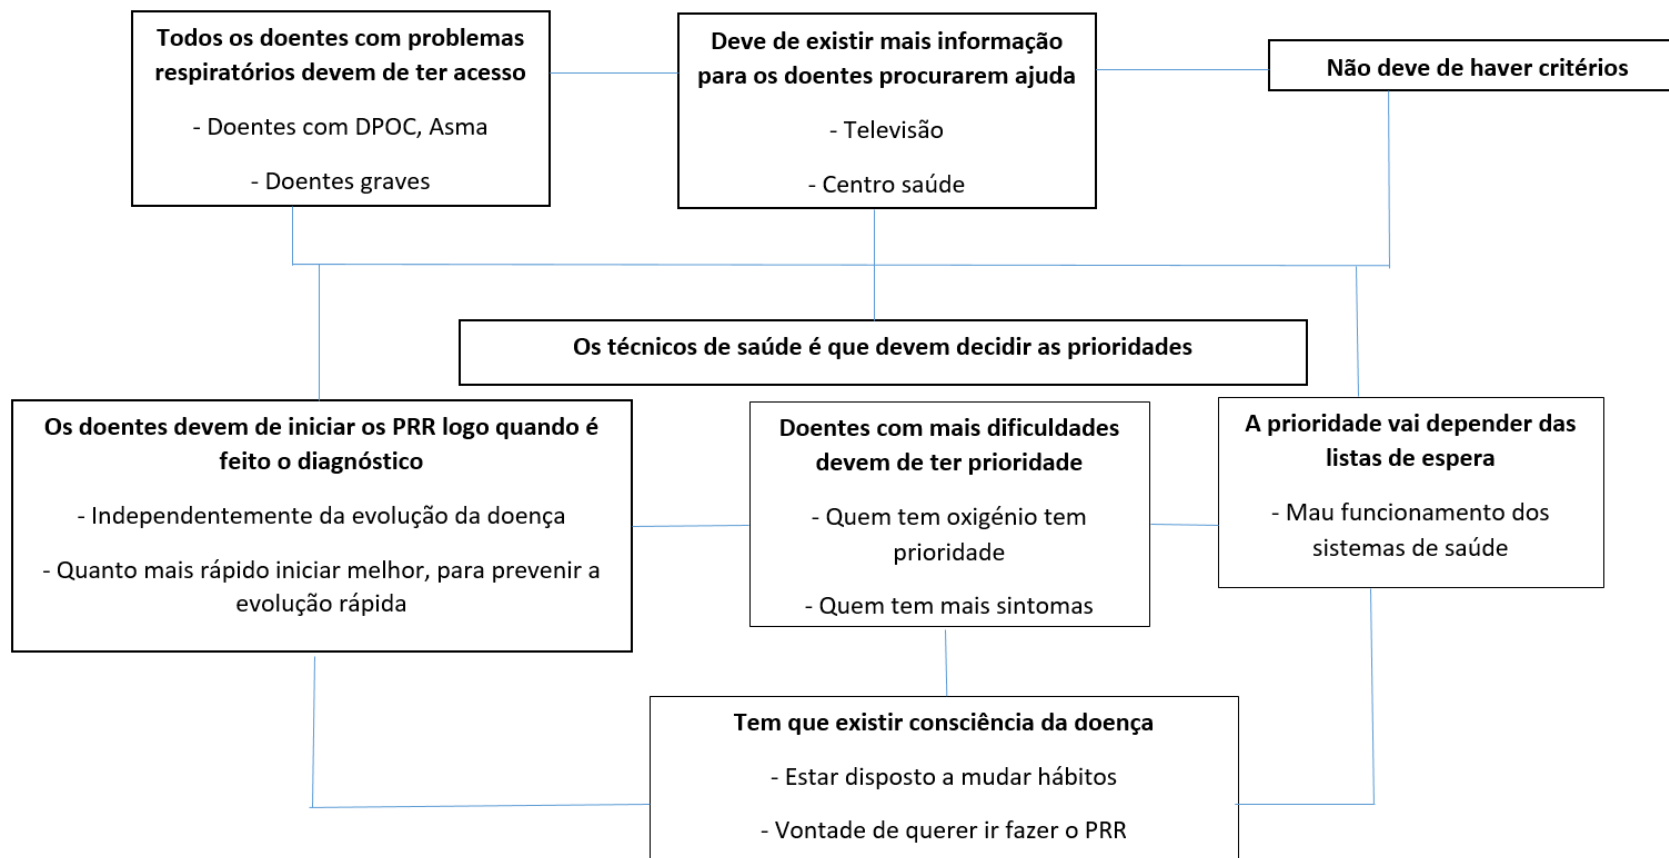 Todos os doentes com problemas
respiratórios devem de ter acesso
- Doentes com DPOC, Asma
- Doentes graves
Deve de existir mais informação
para os doentes procurarem ajuda
- Televisão
- Centro saúde
Não deve de haver critérios
Os técnicos de saúde é que devem decidir as prioridades
Os doentes devem de iniciar os PRR logo quando é
feito o diagnóstico
- Independentemente da evolução da doença
- Quanto mais rápido iniciar melhor, para prevenir a
evolução rápida
Doentes com mais dificuldades
devem de ter prioridade
- Quem tem oxigénio tem
prioridade
- Quem tem mais sintomas
A prioridade vai depender das
listas de espera
- Mau funcionamento dos
sistemas de saúde
Tem que existir consciência da doença
- Estar disposto a mudar hábitos
- Vontade de querer ir fazer o PRR